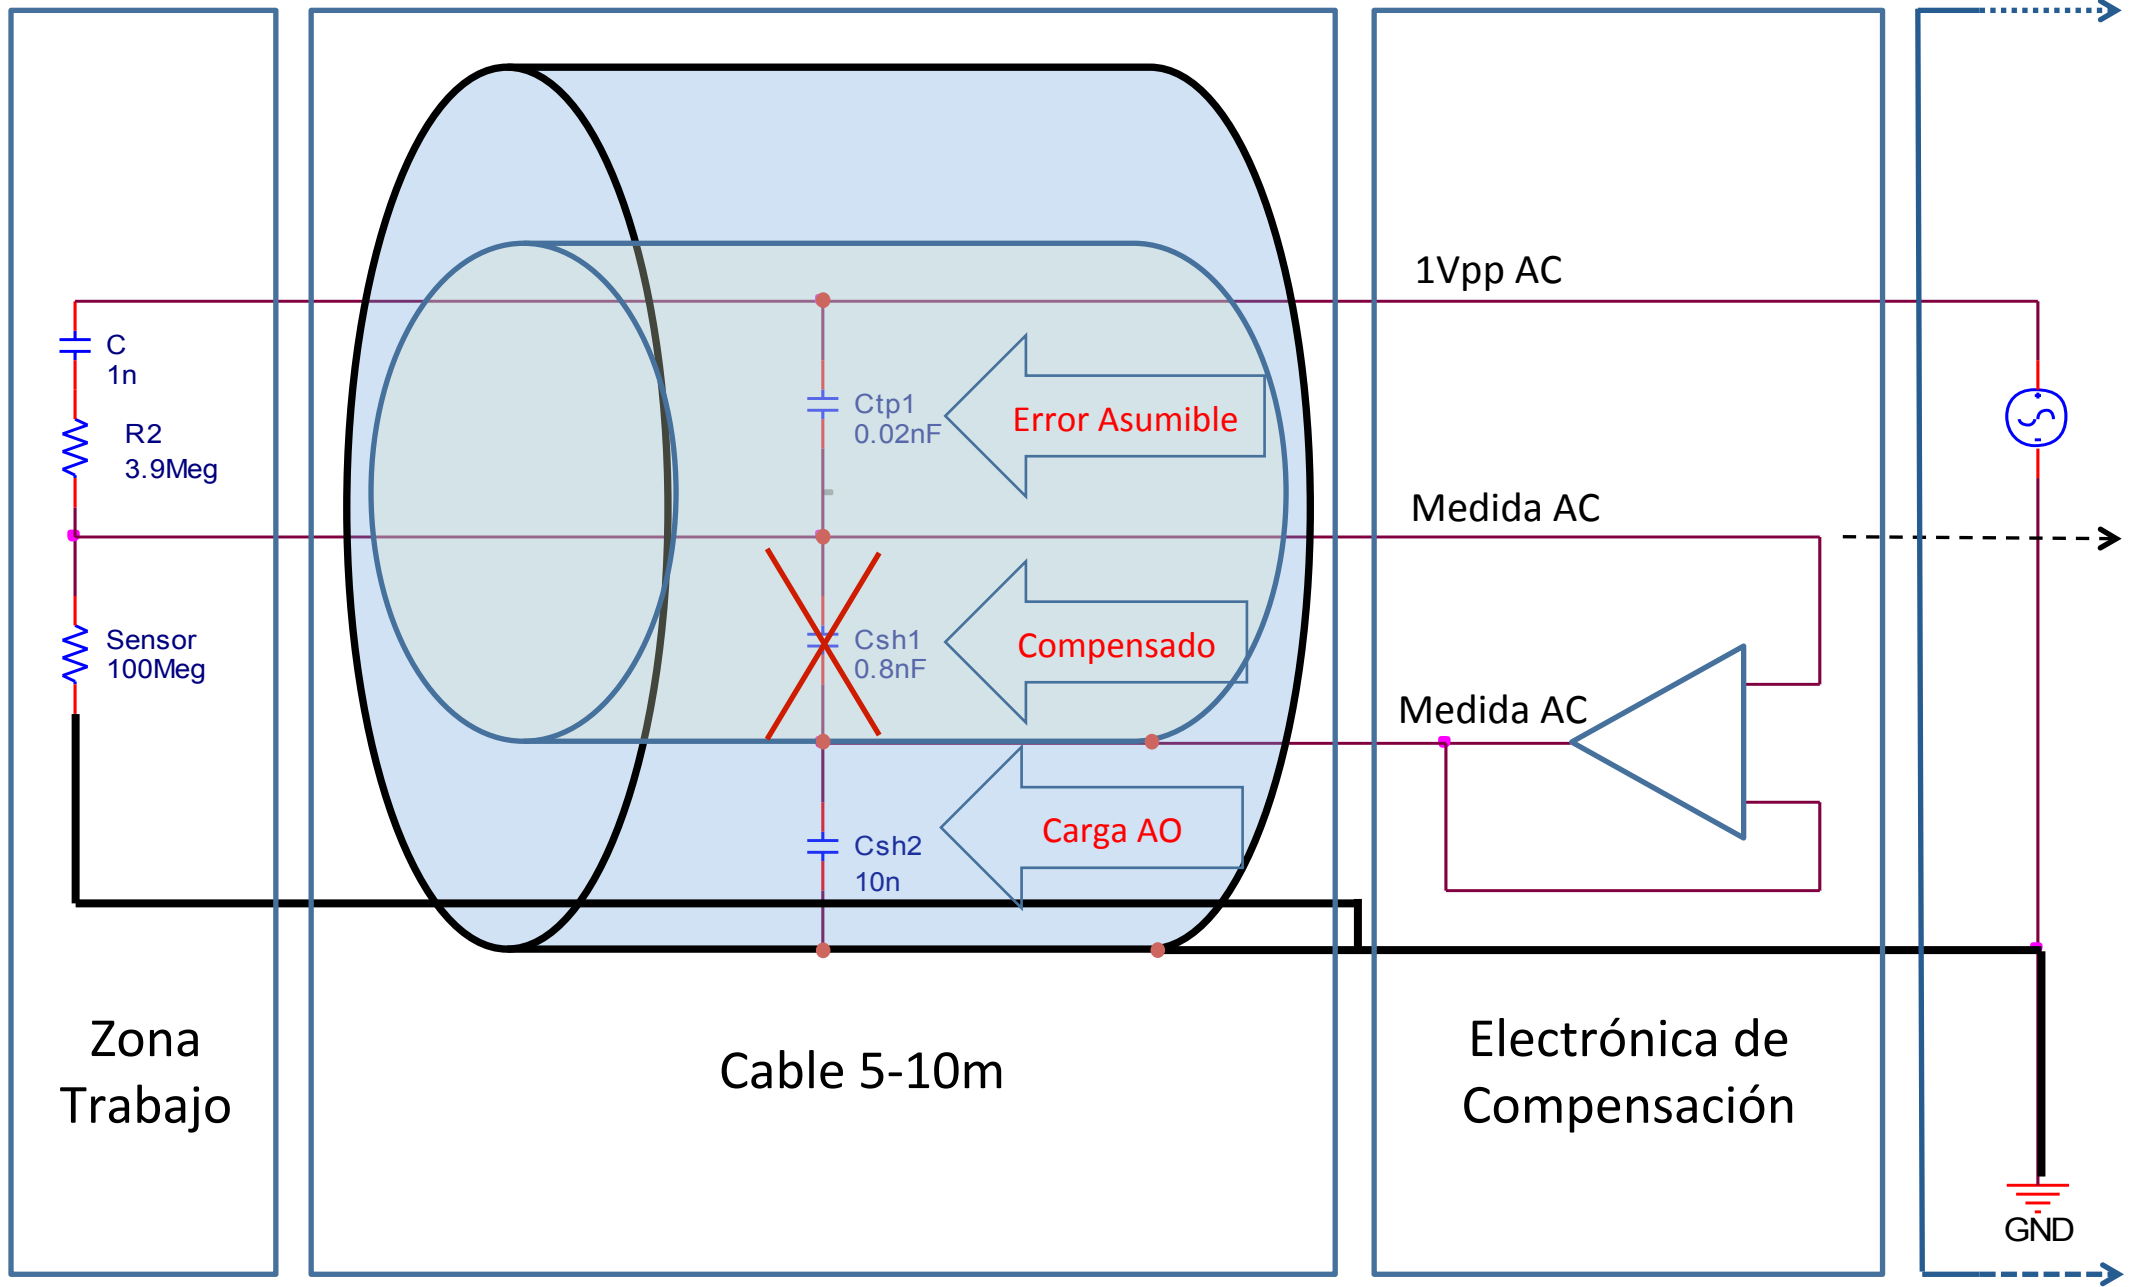 1Vpp AC
C
1n
R2
3.9Meg
Ctp1
0.02nF
Error Asumible
Medida AC
Sensor
100Meg
Csh1
0.8nF
Compensado
Medida AC
Csh2
10n
Carga AO
Zona
Trabajo
Cable 5-10m
Electrónica de
Compensación
GND